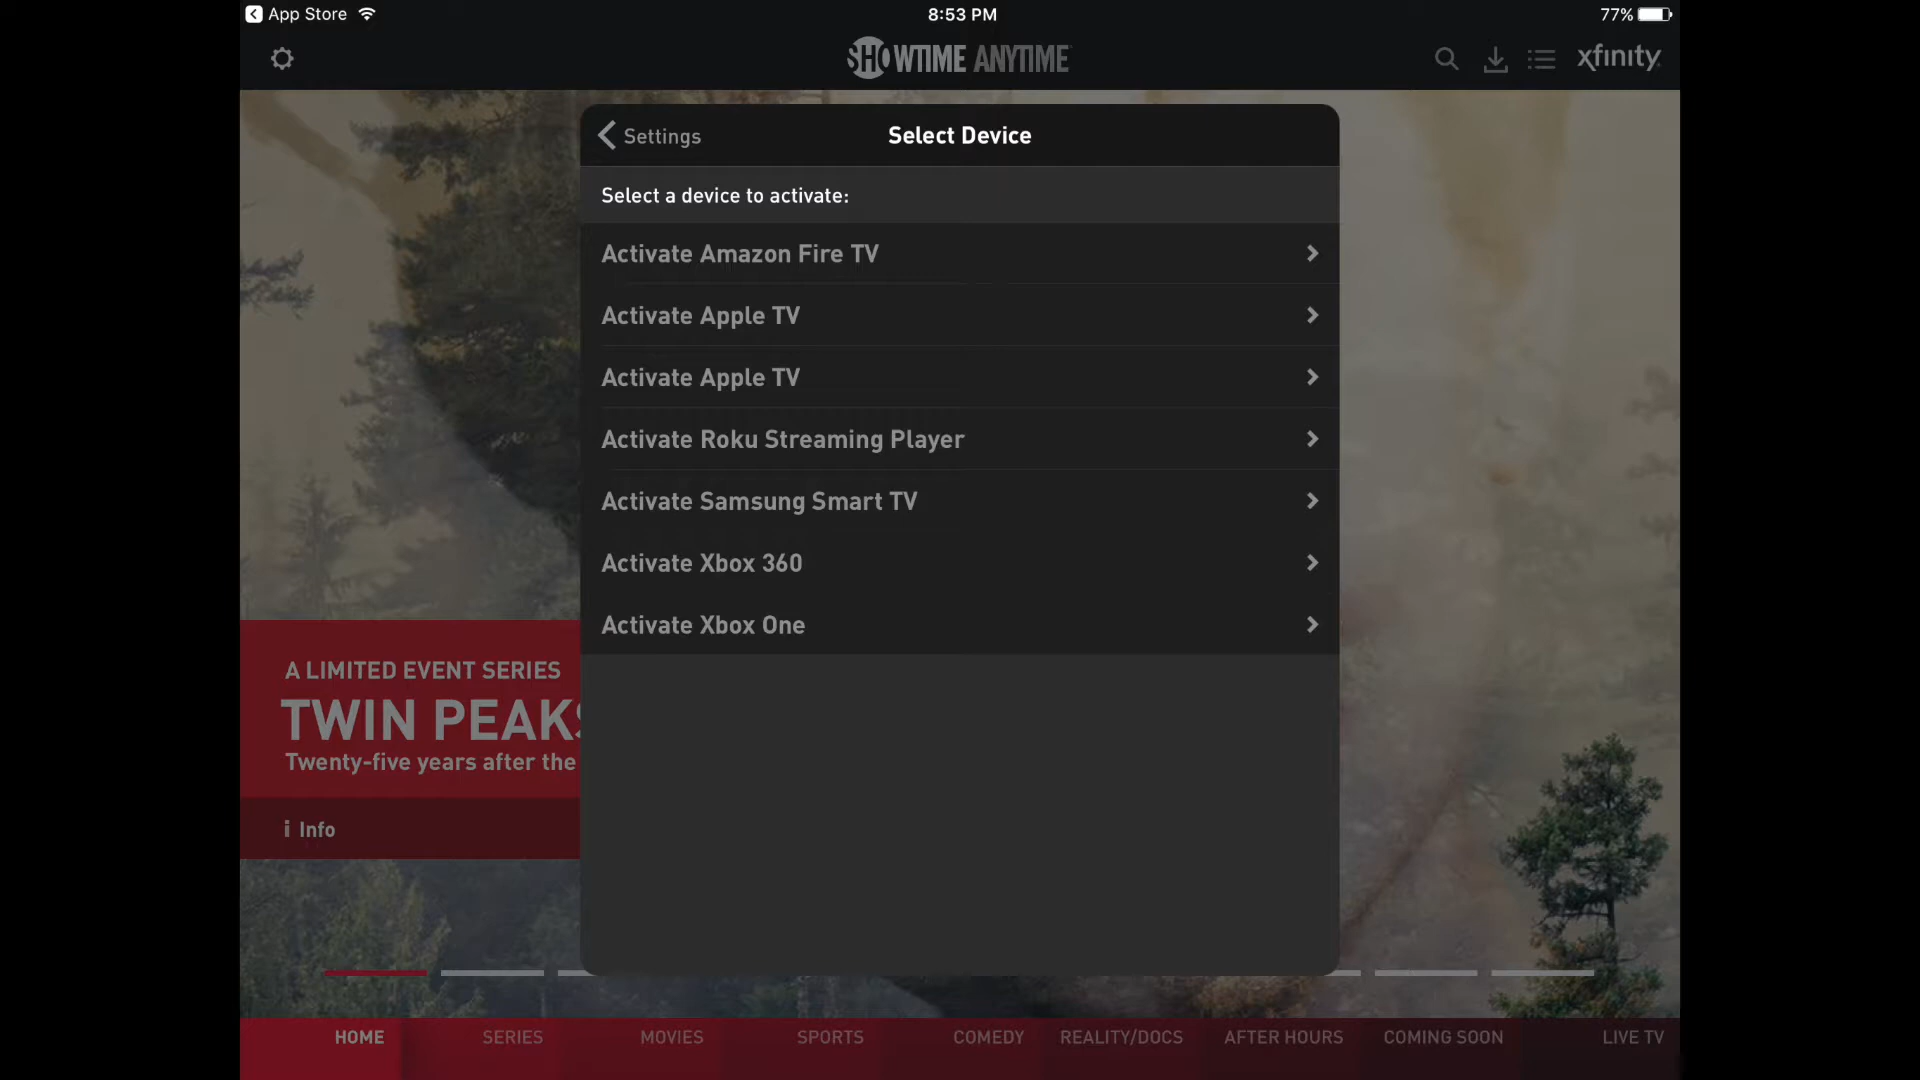 App Store
8:53 PM
77%
SHOWTIME ANYTIME
xfinity
Settings
Select Device
Select a device to activate:
Activate Amazon Fire TV
Activate Apple TV
Activate Apple TV
Activate Roku Streaming Player
Activate Samsung Smart TV
Activate Xbox 360
Activate Xbox One
A LIMITED EVENT SERIES
TWIN PEAKS
Twenty-five years after the
i Info
HOME
SERIES
MOVIES
SPORTS
COMEDY
REALITY/DOCS
AFTER HOURS
COMING SOON
LIVE TV